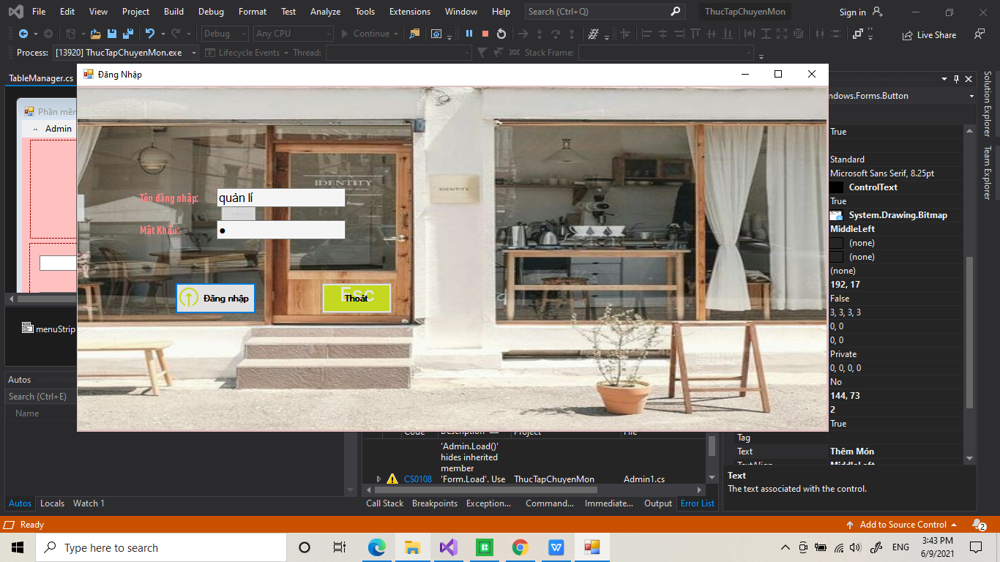 File Edit View Project Build Debug Format Test Analyze Tools Extensions Window Help Search (Ctrl+Q) ThucTapChuyenMon Sign in
Debug Any CPU Continue Live Share
Process: [13920] ThucTapChuyenMon.exe Lifecycle Events Thread: Stack Frame:
TableManager.cs
Đăng Nhập
Solution Explorer
Team Explorer
ndows.Forms.Button
Phần mềm
Admin
True
Standard
Microsoft Sans Serif, 8.25pt
ControlText
True
System.Drawing.Bitmap
MiddleLeft
(none)
(none)
(none)
192, 17
False
3, 3, 3, 3
0, 0
0, 0
Private
0, 0, 0, 0
No
144, 73
2
True
Tag
Text Thêm Món
TextAlign MiddleLeft
Text
The text associated with the control.
IDENTITY
IDENTITY
Tên đăng nhập: quản lí
Mật Khẩu: ●
Đăng nhập
Esc
Thoát
menuStrip
Autos
Search (Ctrl+E)
Name
Code Description Project File
'Admin.Load()'
hides inherited
member
CS0108 'Form.Load'. Use ThucTapChuyenMon Admin1.cs
Autos Locals Watch 1
Call Stack Breakpoints Exception... Command... Immediate... Output Error List
Ready Add to Source Control 2
Type here to search
ENG 3:43 PM
6/9/2021